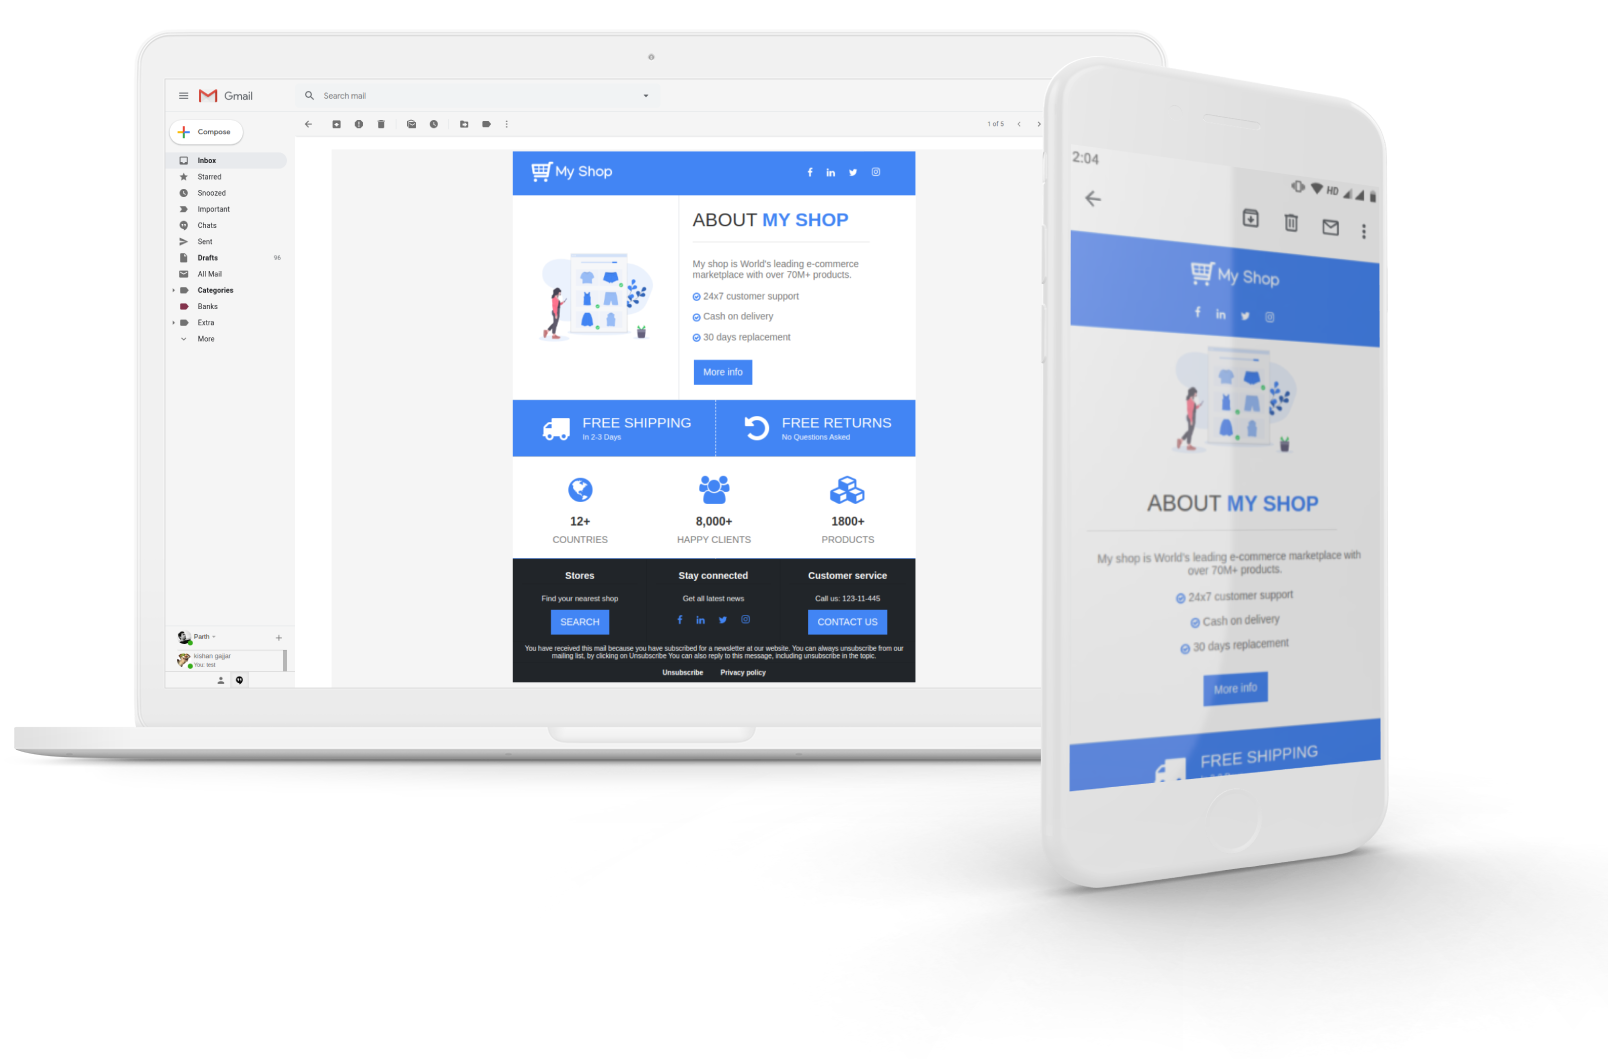 Gmail
Search mail
Compose
1 of 5
Inbox
Starred
Snoozed
Important
Chats
Sent
Drafts 96
All Mail
Categories
Banks
Extra
More
Parth
kishan gajjar
You: test
My Shop
ABOUT MY SHOP
My shop is World's leading e-commerce
marketplace with over 70M+ products.
24x7 customer support
Cash on delivery
30 days replacement
More info
FREE SHIPPING
In 2-3 Days
FREE RETURNS
No Questions Asked
12+
COUNTRIES
8,000+
HAPPY CLIENTS
1800+
PRODUCTS
Stores
Find your nearest shop
SEARCH
Stay connected
Get all latest news
Customer service
Call us: 123-11-445
CONTACT US
You have received this mail because you have subscribed for a newsletter at our website. You can always unsubscribe from our
mailing list, by clicking on Unsubscribe You can also reply to this message, including unsubscribe in the topic.
Unsubscribe Privacy policy
2:04
HD
My Shop
ABOUT MY SHOP
My shop is World's leading e-commerce marketplace with
over 70M+ products.
24x7 customer support
Cash on delivery
30 days replacement
More info
FREE SHIPPING